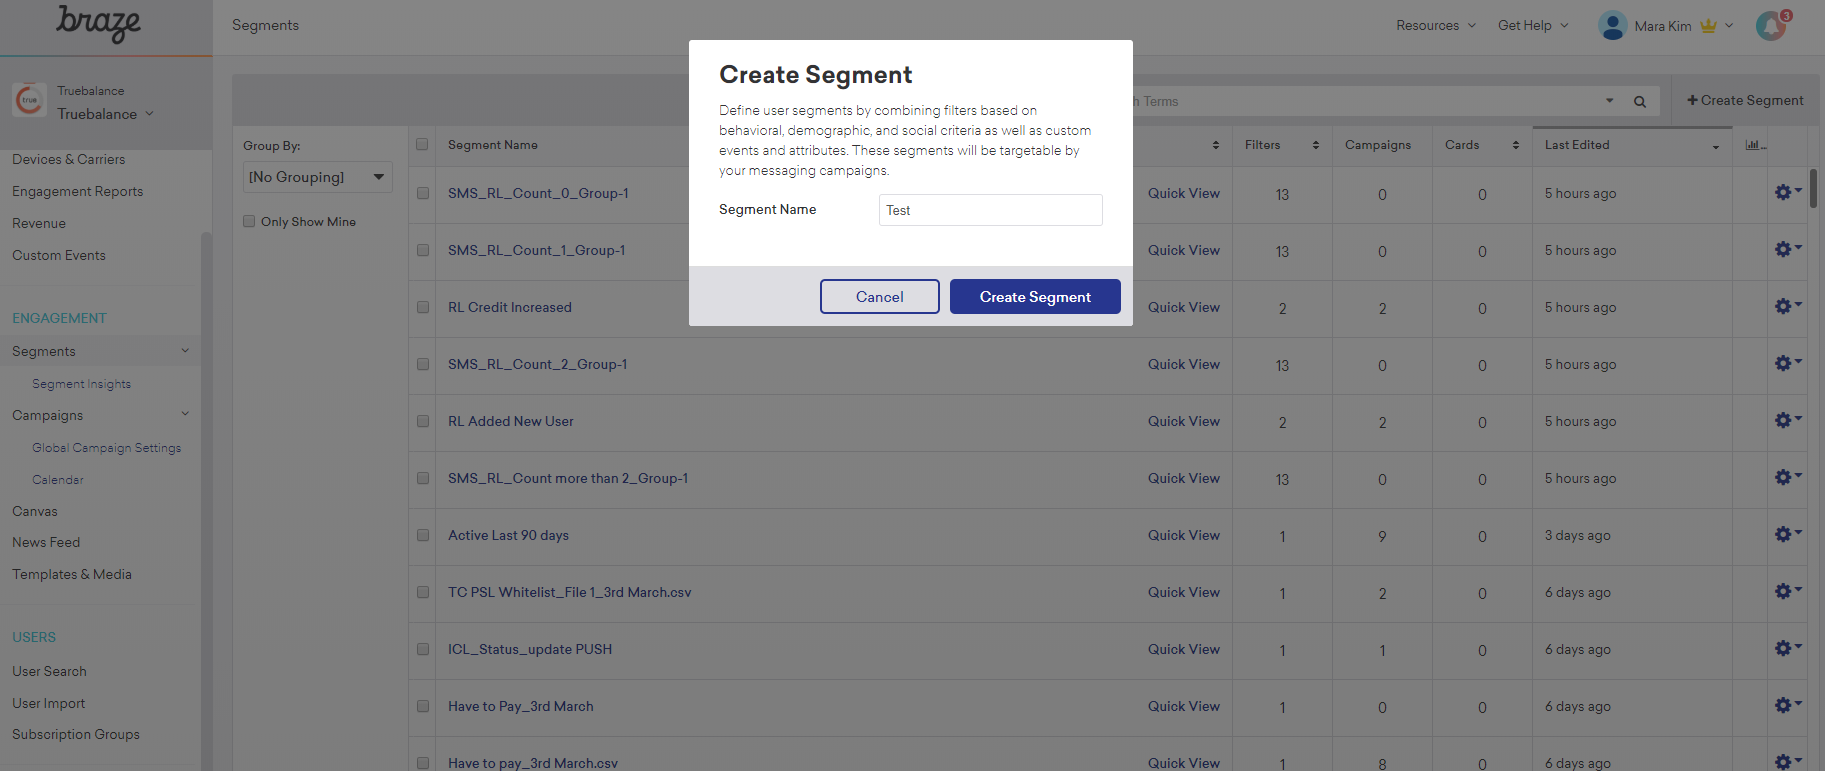 braze
Segments
Resources
Get Help
Mara Kim
3
true
Truebalance
Truebalance
Devices & Carriers
Engagement Reports
Revenue
Custom Events
ENGAGEMENT
Segments
Segment Insights
Campaigns
Global Campaign Settings
Calendar
Canvas
News Feed
Templates & Media
USERS
User Search
User Import
Subscription Groups
Create Segment
Define user segments by combining filters based on
behavioral, demographic, and social criteria as well as custom
events and attributes. These segments will be targetable by
your messaging campaigns.
Segment Name
Test
Cancel
Create Segment
Terms
+ Create Segment
Group By:
[No Grouping]
Only Show Mine
Segment Name Filters Campaigns Cards Last Edited
SMS_RL_Count_0_Group-1 Quick View 13 0 0 5 hours ago
SMS_RL_Count_1_Group-1 Quick View 13 0 0 5 hours ago
RL Credit Increased Quick View 2 2 0 5 hours ago
SMS_RL_Count_2_Group-1 Quick View 13 0 0 5 hours ago
RL Added New User Quick View 2 2 0 5 hours ago
SMS_RL_Count more than 2_Group-1 Quick View 13 0 0 5 hours ago
Active Last 90 days Quick View 1 9 0 3 days ago
TC PSL Whitelist_File 1_3rd March.csv Quick View 1 2 0 6 days ago
ICL_Status_update PUSH Quick View 1 1 0 6 days ago
Have to Pay_3rd March Quick View 1 0 0 6 days ago
Have to pay_3rd March.csv Quick View 1 8 0 6 days ago